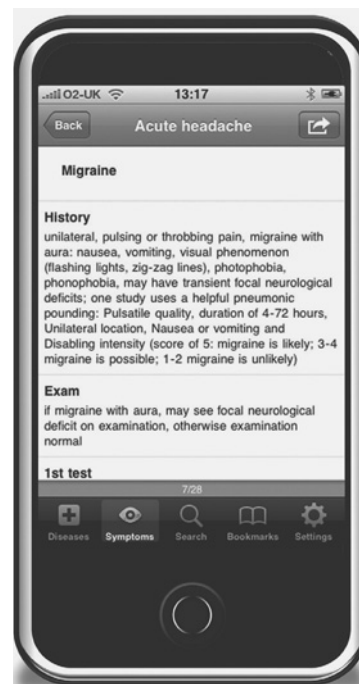 O2-UK 13:17
Back Acute headache
Migraine
History
unilateral, pulsing or throbbing pain, migraine with
aura: nausea, vomiting, visual phenomenon
(flashing lights, zig-zag lines), photophobia,
phonophobia, may have transient focal neurological
deficits; one study uses a helpful pneumonic
pounding: Pulsatile quality, duration of 4-72 hours,
Unilateral location, Nausea or vomiting and
Disabling intensity (score of 5: migraine is likely; 3-4
migraine is possible; 1-2 migraine is unlikely)
Exam
if migraine with aura, may see focal neurological
deficit on examination, otherwise examination
normal
1st test
7/28
Diseases Symptoms Search Bookmarks Settings